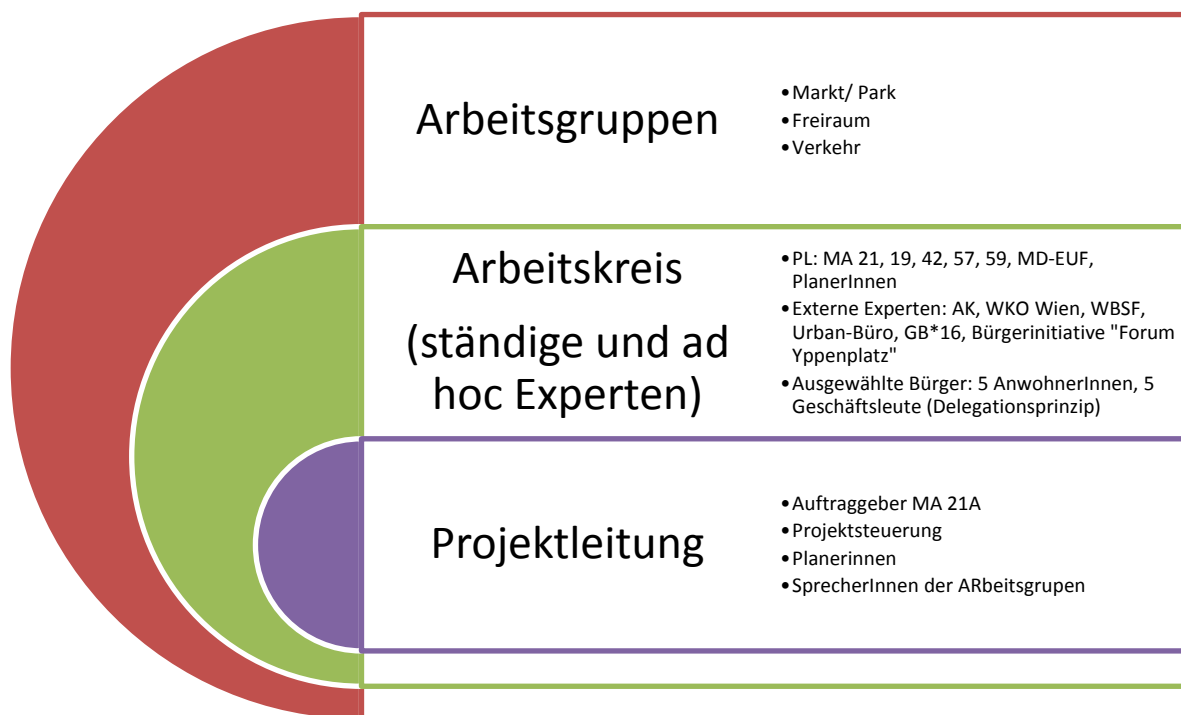 Arbeitsgruppen
•Markt/ Park
•Freiraum
•Verkehr
Arbeitskreis
(ständige und ad
hoc Experten)
•PL: MA 21, 19, 42, 57, 59, MD-EUF,
PlanerInnen
•Externe Experten: AK, WKO Wien, WBSF,
Urban-Büro, GB*16, Bürgerinitiative "Forum
Yppenplatz"
•Ausgewählte Bürger: 5 AnwohnerInnen, 5
Geschäftsleute (Delegationsprinzip)
Projektleitung
•Auftraggeber MA 21A
•Projektsteuerung
•Planerinnen
•SprecherInnen der ARbeitsgrupen